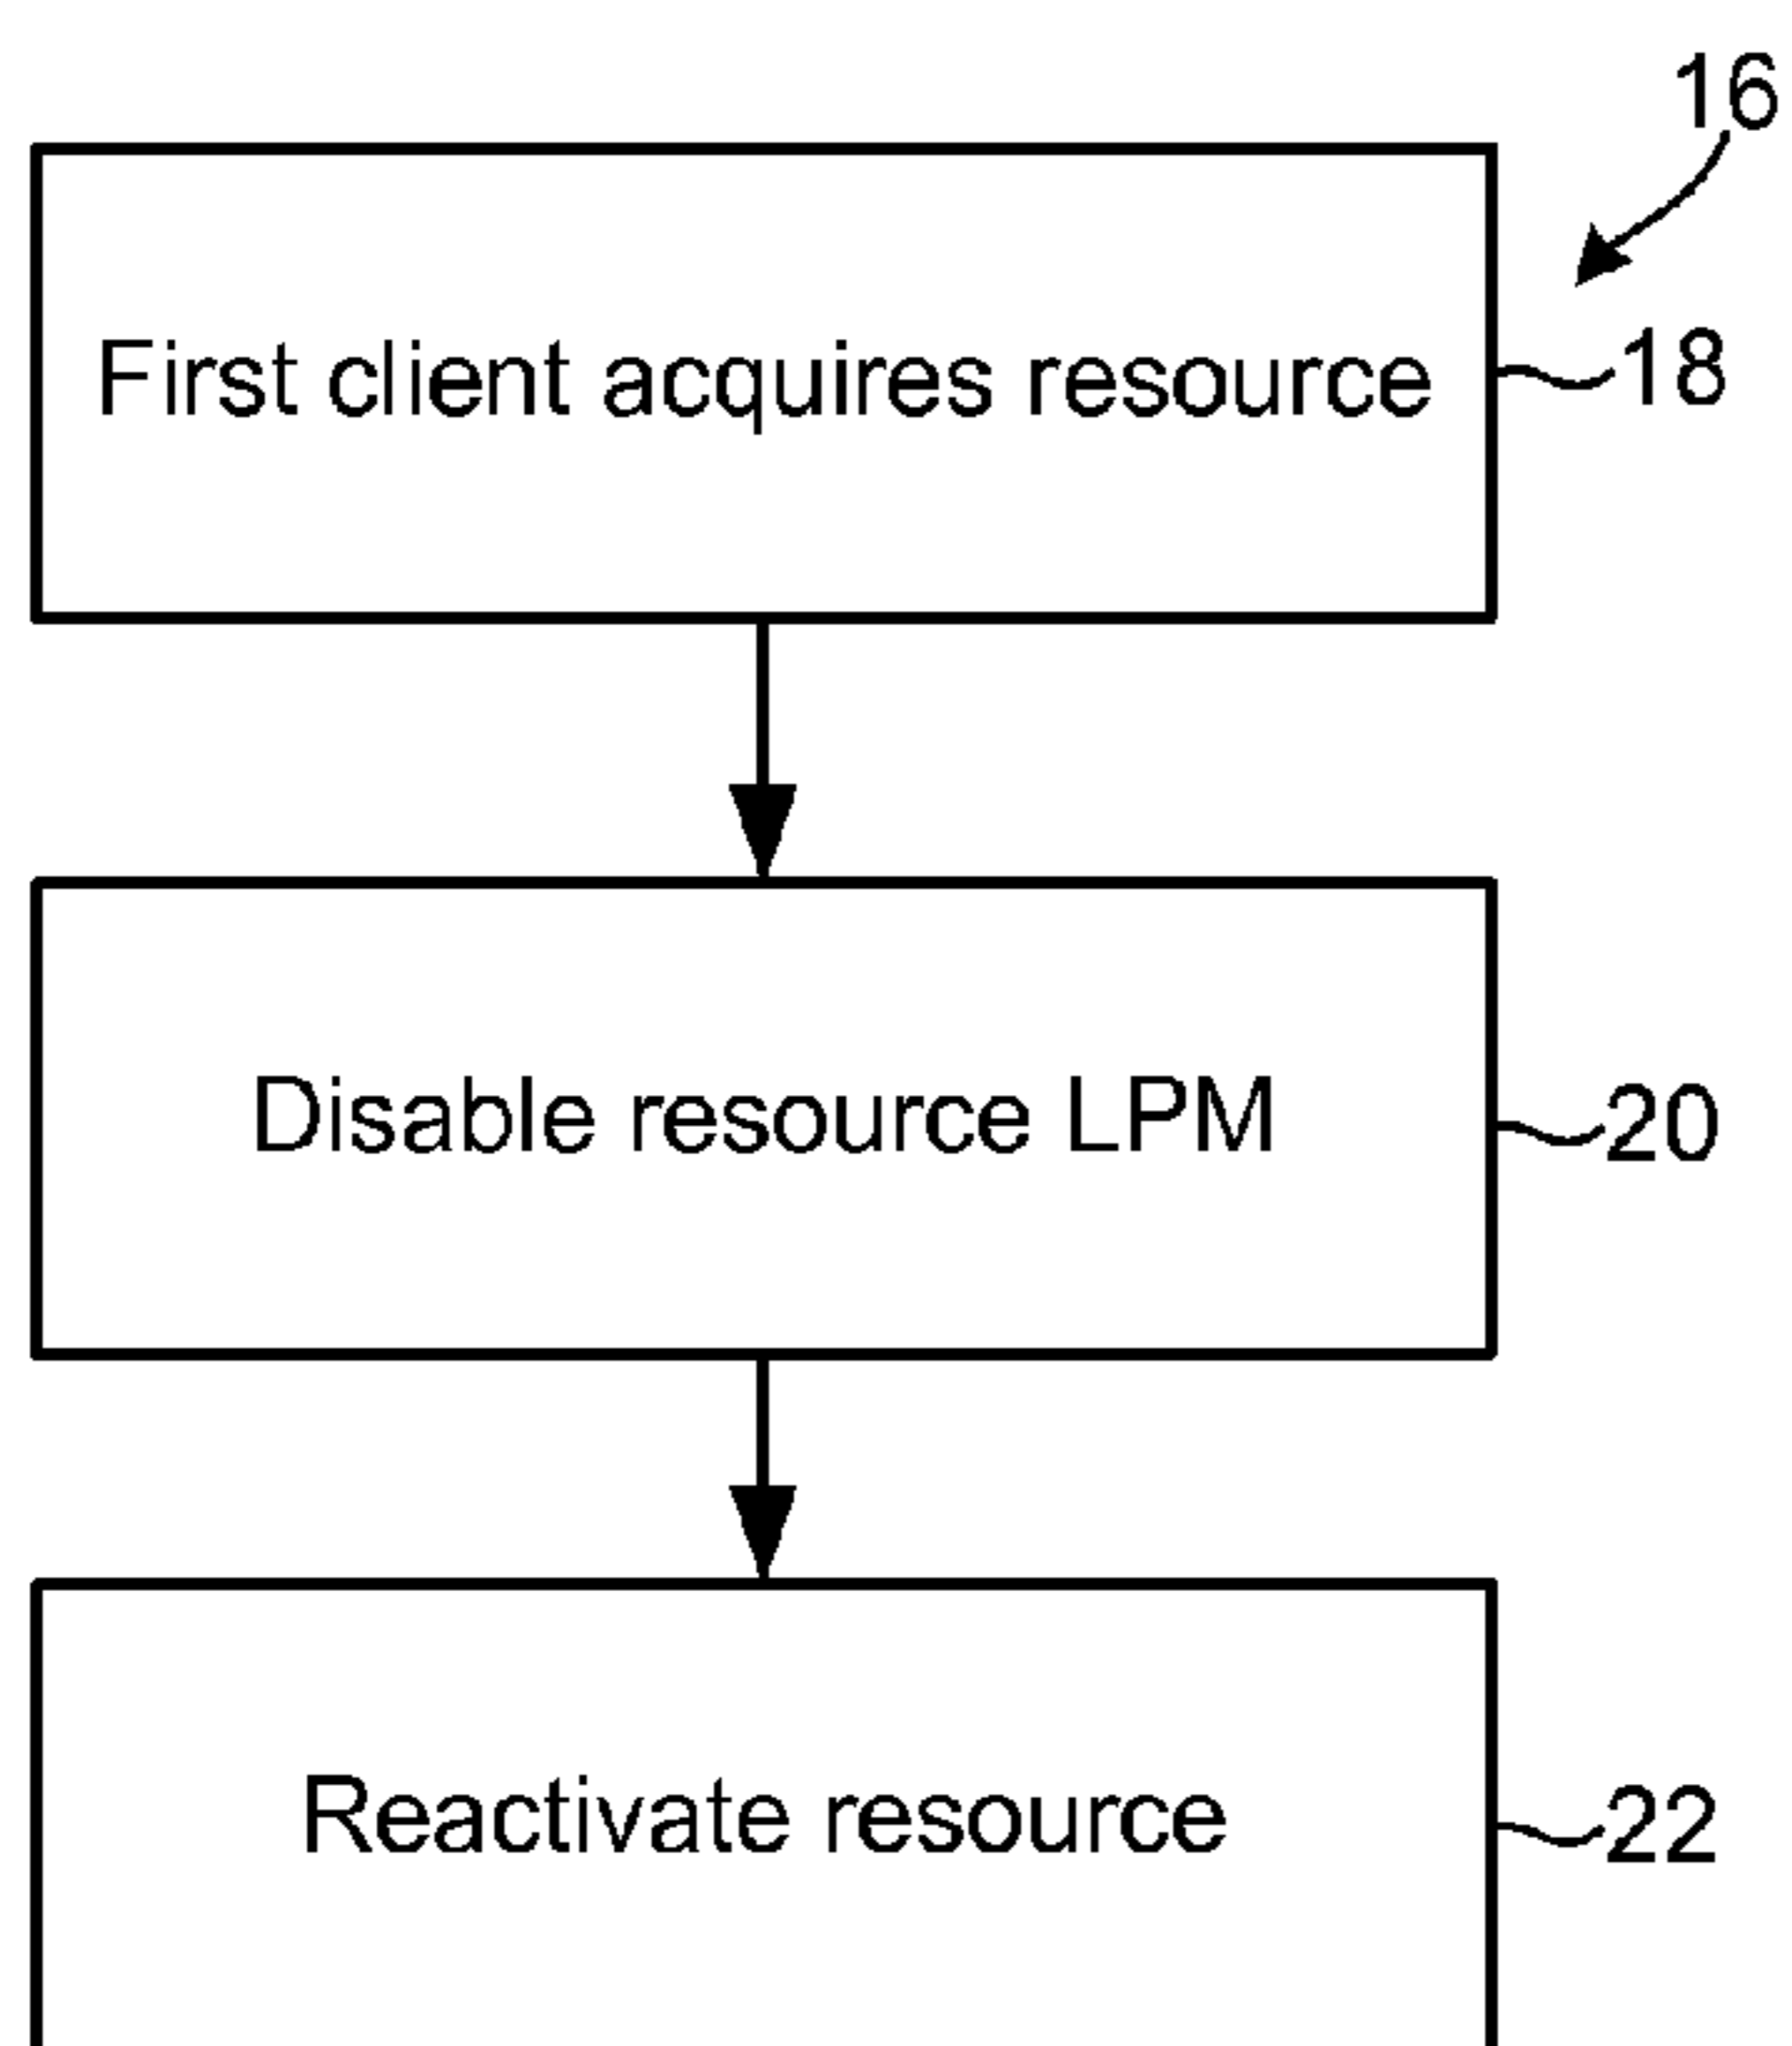 16
First client acquires resource
18
Disable resource LPM
20
Reactivate resource
22